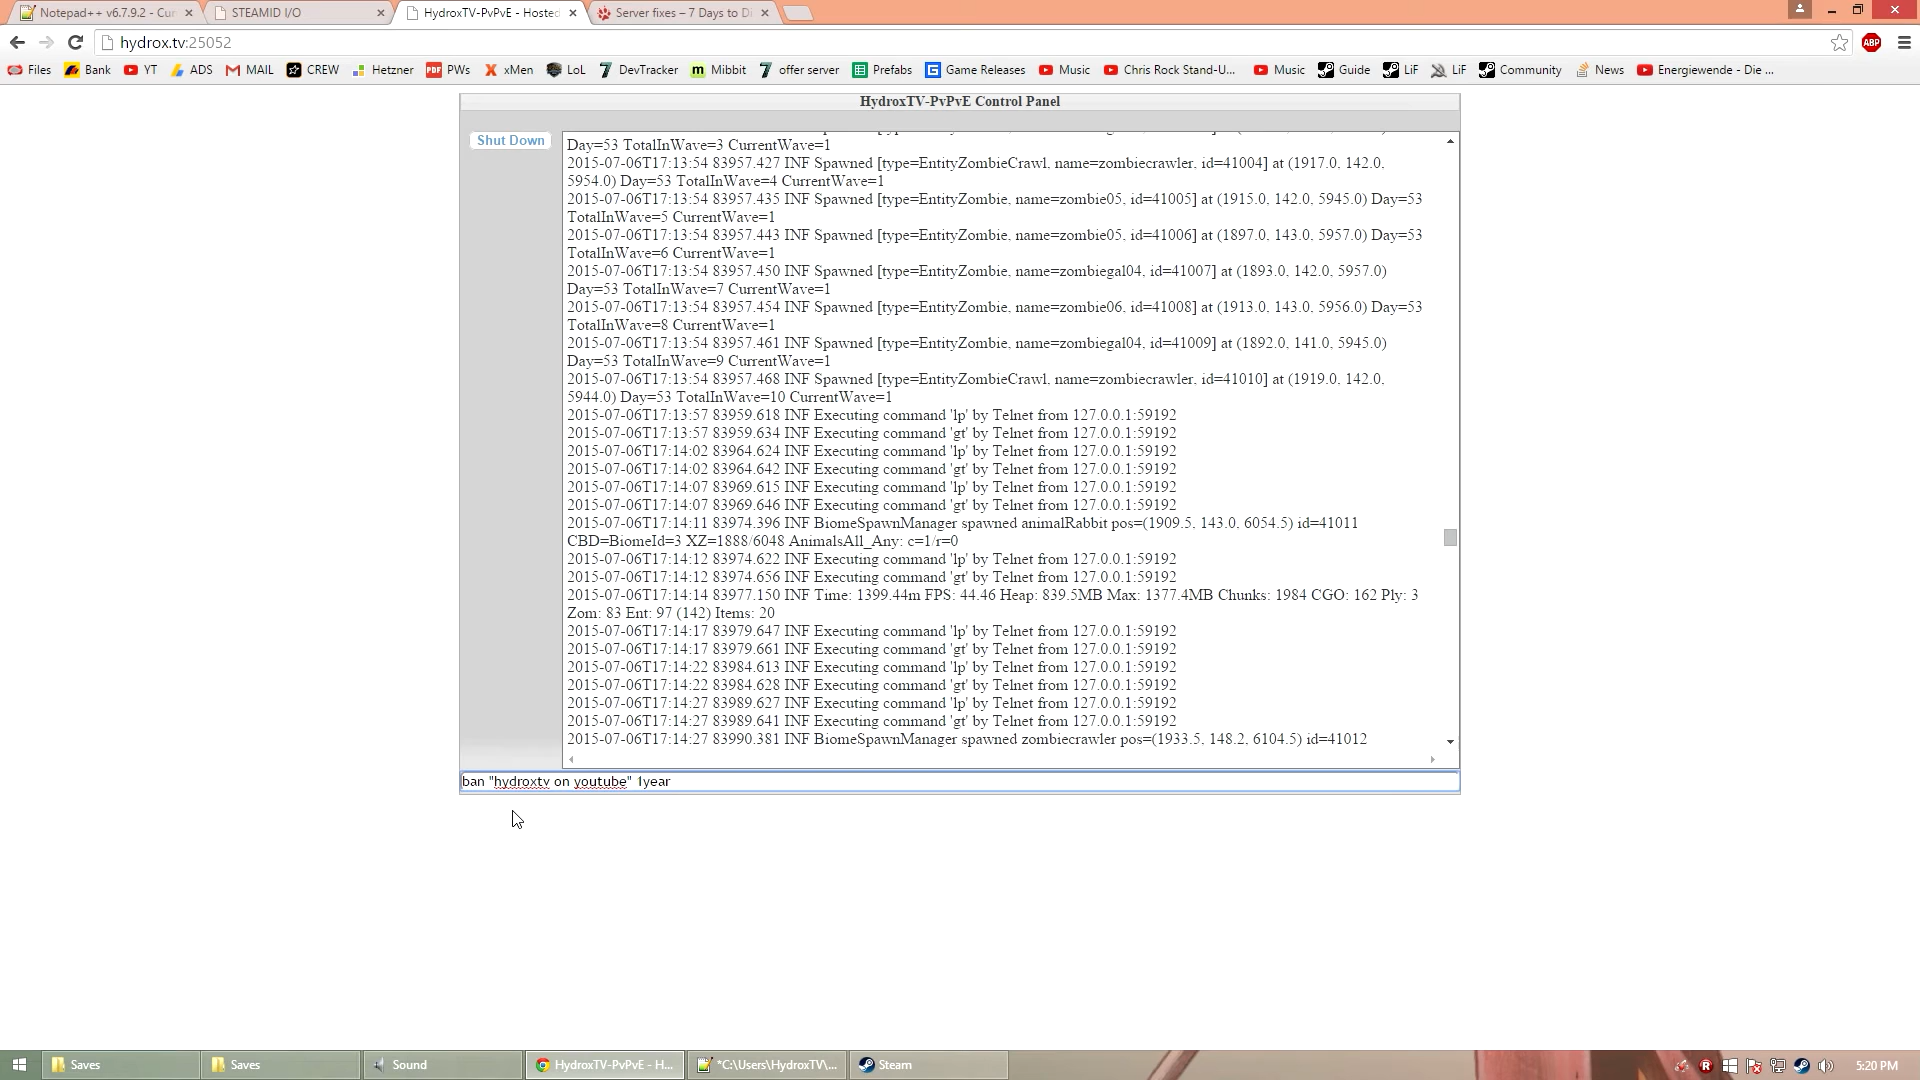 Notepad++ v6.7.9.2 - Cur
STEAMID I/O
HydroxTV-PvPvE - Hosted
Server fixes – 7 Days to Di
hydrox.tv:25052
ABP
Files
Bank
YT
ADS
MAIL
CREW
Hetzner
PWs
xMen
LoL
DevTracker
Mibbit
offer server
Prefabs
Game Releases
Music
Chris Rock Stand-U...
Music
Guide
LiF
LiF
Community
News
Energiewende - Die ...
HydroxTV-PvPvE Control Panel
Shut Down
Day=53 TotalInWave=3 CurrentWave=1
2015-07-06T17:13:54 83957.427 INF Spawned [type=EntityZombieCrawl, name=zombiecrawler, id=41004] at (1917.0, 142.0,
5954.0) Day=53 TotalInWave=4 CurrentWave=1
2015-07-06T17:13:54 83957.435 INF Spawned [type=EntityZombie, name=zombie05, id=41005] at (1915.0, 142.0, 5945.0) Day=53
TotalInWave=5 CurrentWave=1
2015-07-06T17:13:54 83957.443 INF Spawned [type=EntityZombie, name=zombie05, id=41006] at (1897.0, 143.0, 5957.0) Day=53
TotalInWave=6 CurrentWave=1
2015-07-06T17:13:54 83957.450 INF Spawned [type=EntityZombie, name=zombiegal04, id=41007] at (1893.0, 142.0, 5957.0)
Day=53 TotalInWave=7 CurrentWave=1
2015-07-06T17:13:54 83957.454 INF Spawned [type=EntityZombie, name=zombie06, id=41008] at (1913.0, 143.0, 5956.0) Day=53
TotalInWave=8 CurrentWave=1
2015-07-06T17:13:54 83957.461 INF Spawned [type=EntityZombie, name=zombiegal04, id=41009] at (1892.0, 141.0, 5945.0)
Day=53 TotalInWave=9 CurrentWave=1
2015-07-06T17:13:54 83957.468 INF Spawned [type=EntityZombieCrawl, name=zombiecrawler, id=41010] at (1919.0, 142.0,
5944.0) Day=53 TotalInWave=10 CurrentWave=1
2015-07-06T17:13:57 83959.618 INF Executing command 'lp' by Telnet from 127.0.0.1:59192
2015-07-06T17:13:57 83959.634 INF Executing command 'gt' by Telnet from 127.0.0.1:59192
2015-07-06T17:14:02 83964.624 INF Executing command 'lp' by Telnet from 127.0.0.1:59192
2015-07-06T17:14:02 83964.642 INF Executing command 'gt' by Telnet from 127.0.0.1:59192
2015-07-06T17:14:07 83969.615 INF Executing command 'lp' by Telnet from 127.0.0.1:59192
2015-07-06T17:14:07 83969.646 INF Executing command 'gt' by Telnet from 127.0.0.1:59192
2015-07-06T17:14:11 83974.396 INF BiomeSpawnManager spawned animalRabbit pos=(1909.5, 143.0, 6054.5) id=41011
CBD=BiomeId=3 XZ=1888/6048 AnimalsAll_Any: c=1/r=0
2015-07-06T17:14:12 83974.622 INF Executing command 'lp' by Telnet from 127.0.0.1:59192
2015-07-06T17:14:12 83974.656 INF Executing command 'gt' by Telnet from 127.0.0.1:59192
2015-07-06T17:14:14 83977.150 INF Time: 1399.44m FPS: 44.46 Heap: 839.5MB Max: 1377.4MB Chunks: 1984 CGO: 162 Ply: 3
Zom: 83 Ent: 97 (142) Items: 20
2015-07-06T17:14:17 83979.647 INF Executing command 'lp' by Telnet from 127.0.0.1:59192
2015-07-06T17:14:17 83979.661 INF Executing command 'gt' by Telnet from 127.0.0.1:59192
2015-07-06T17:14:22 83984.613 INF Executing command 'lp' by Telnet from 127.0.0.1:59192
2015-07-06T17:14:22 83984.628 INF Executing command 'gt' by Telnet from 127.0.0.1:59192
2015-07-06T17:14:27 83989.627 INF Executing command 'lp' by Telnet from 127.0.0.1:59192
2015-07-06T17:14:27 83989.641 INF Executing command 'gt' by Telnet from 127.0.0.1:59192
2015-07-06T17:14:27 83990.381 INF BiomeSpawnManager spawned zombiecrawler pos=(1933.5, 148.2, 6104.5) id=41012
ban "hydroxtv on youtube" 1year
Saves
Saves
Sound
HydroxTV-PvPvE - H...
*C:\Users\HydroxTV\...
Steam
5:20 PM